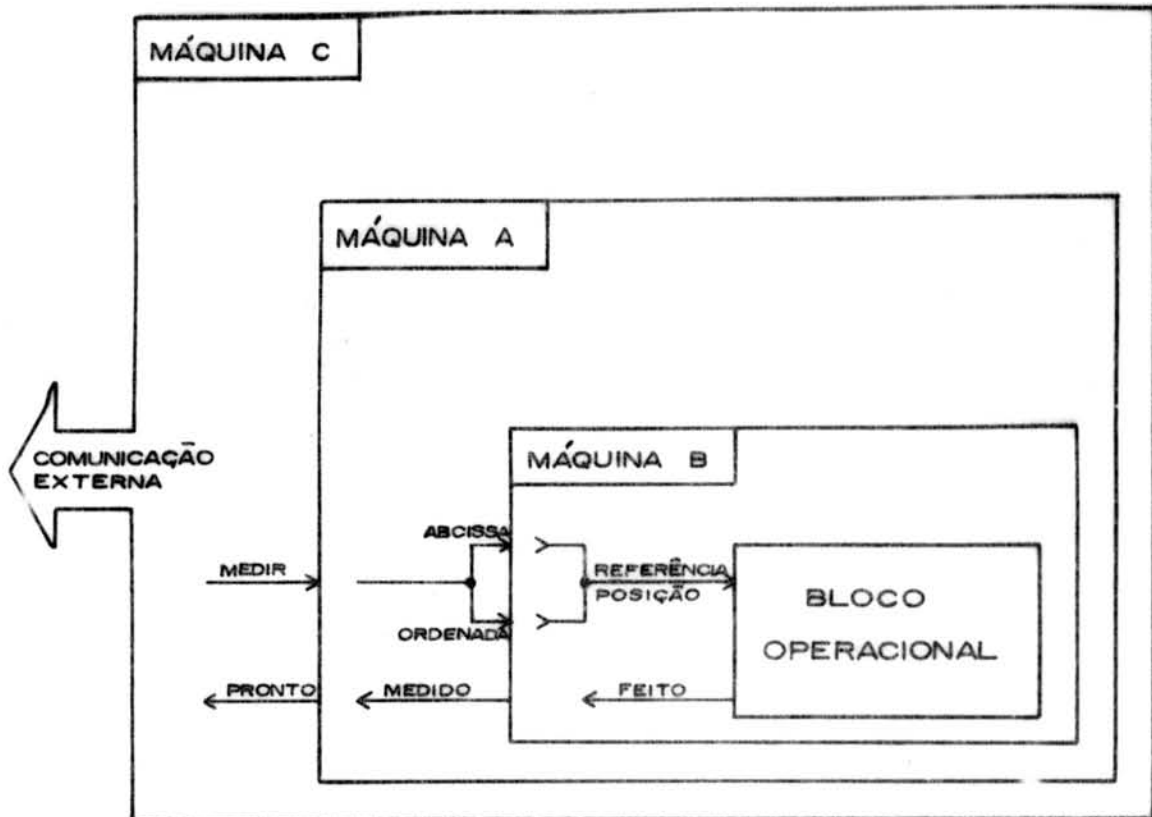 MÁQUINA C
MÁQUINA A
MÁQUINA B
COMUNICAÇÃO
EXTERNA
ABCISSA
MEDIR
REFERÊNCIA
POSIÇÃO
ORDENADA
BLOCO
OPERACIONAL
PRONTO
MEDIDO
FEITO